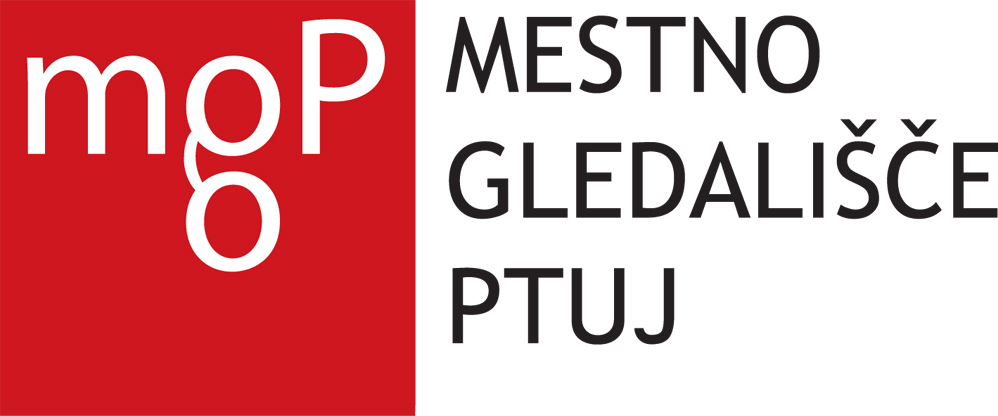 mgP
MESTNO
GLEDALIŠČE
PTUJ